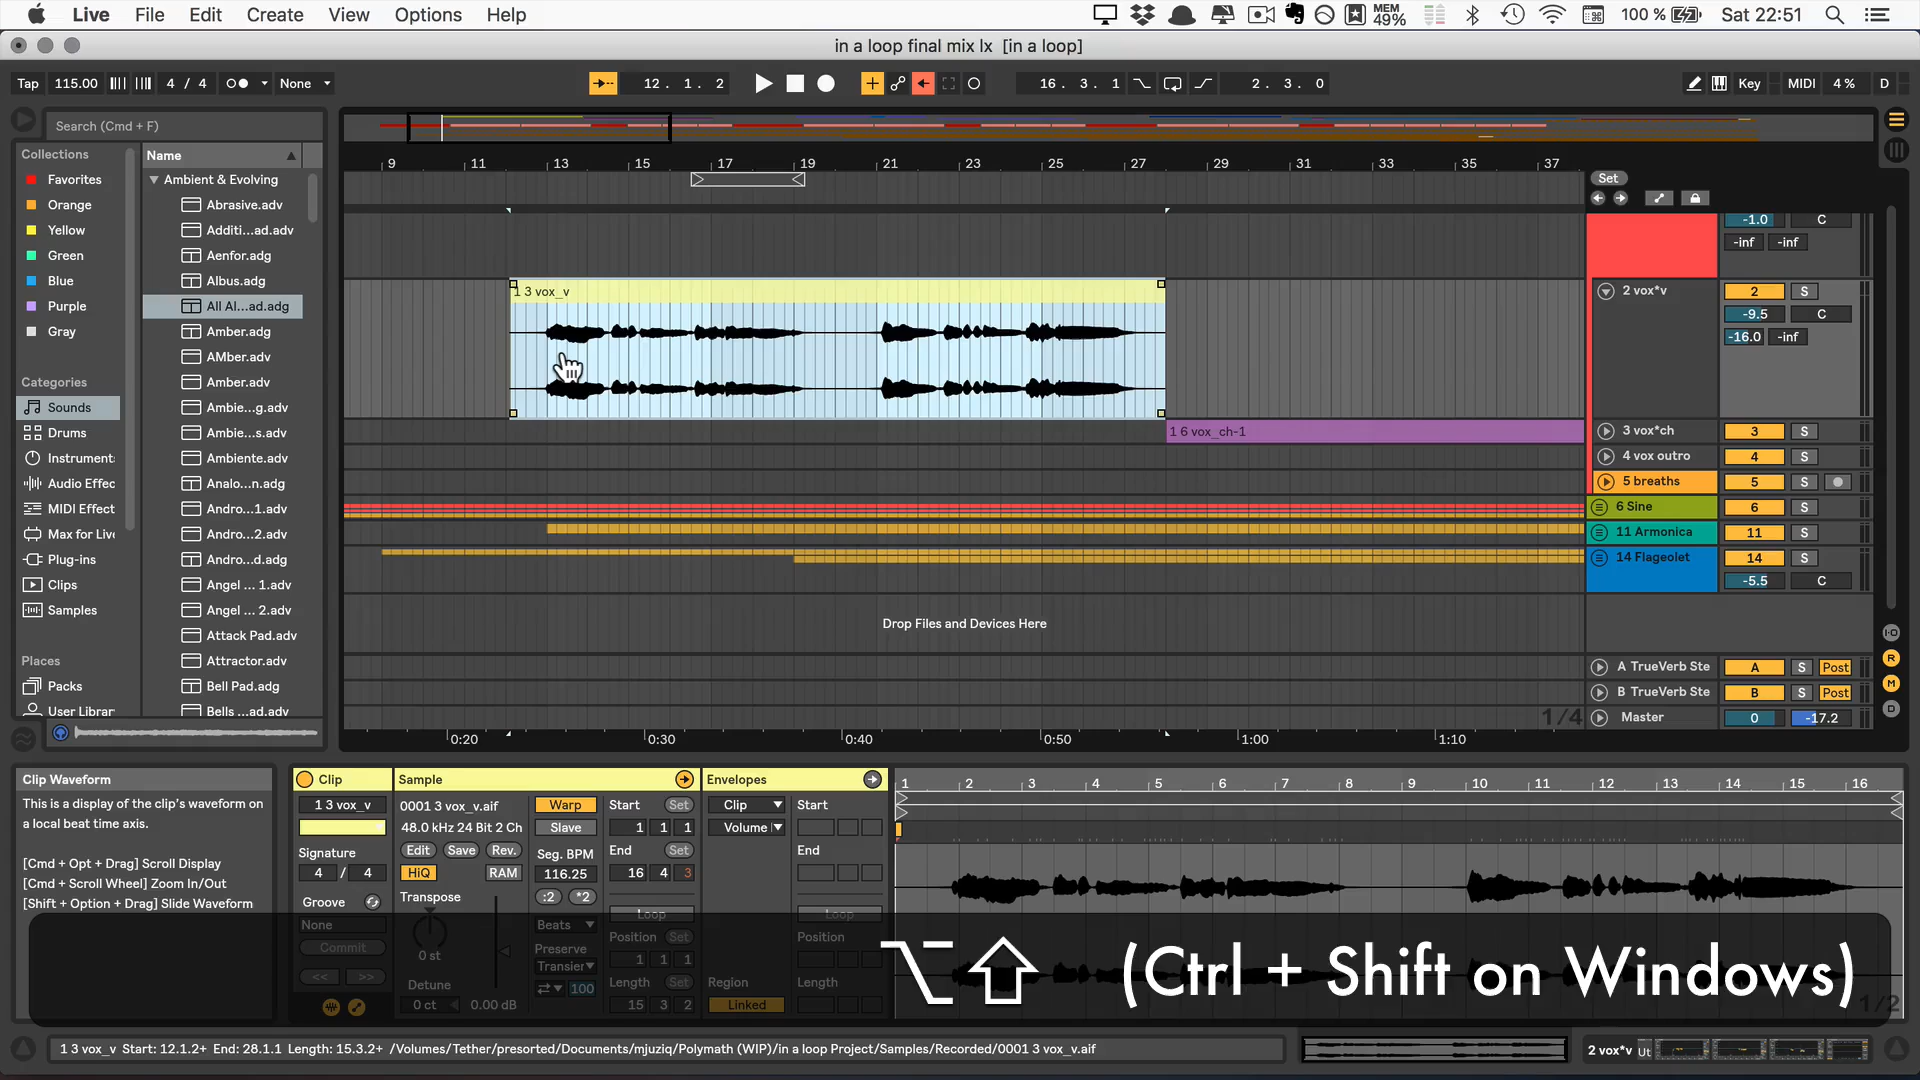 Live File Edit Create View Options Help MEM 49% 100 % Sat 22:51
in a loop final mix lx [in a loop]
Tap 115.00 4 / 4 None 12. 1. 2 16. 3. 1 2. 3. 0 Key MIDI 4 % D
Search (Cmd + F)
Collections
Favorites
Orange
Yellow
Green
Blue
Purple
Gray
Categories
Sounds
Drums
Instrument:
Audio Effec
MIDI Effect
Max for Liv
Plug-ins
Clips
Samples
Places
Packs
User Librar
Name
Ambient & Evolving
Abrasive.adv
Additi...ad.adv
Aenfor.adg
Albus.adg
All Al...ad.adg
Amber.adg
AMber.adv
Amber.adv
Ambie...g.adv
Ambie...s.adv
Ambiente.adv
Analo...n.adg
Andro...1.adv
Andro...2.adv
Andro...d.adg
Angel ... 1.adv
Angel ... 2.adv
Attack Pad.adv
Attractor.adv
Bell Pad.adg
Bells ...ad.adv
9 11 13 15 17 19 21 23 25 27 29 31 33 35 37
1 3 vox_v
1 6 vox_ch-1
Drop Files and Devices Here
1/4
0:20 0:30 0:40 0:50 1:00 1:10
Set
-1.0 C
-inf -inf
2 vox*v 2 S
-9.5 C
-16.0 -inf
3 vox*ch 3 S
4 vox outro 4 S
5 breaths 5 S
6 Sine 6 S
11 Armonica 11 S
14 Flageolet 14 S
-5.5 C
A TrueVerb Ste A S Post
B TrueVerb Ste B S Post
Master 0 -17.2
I·O
R
M
D
Clip Waveform
This is a display of the clip's waveform on
a local beat time axis.
[Cmd + Opt + Drag] Scroll Display
[Cmd + Scroll Wheel] Zoom In/Out
[Shift + Option + Drag] Slide Waveform
Clip
1 3 vox_v
Signature
4 / 4
Groove
None
Commit
<< >>
Sample
0001 3 vox_v.aif
48.0 kHz 24 Bit 2 Ch
Edit Save Rev.
HiQ RAM
Transpose
0 st
Detune
0 ct 0.00 dB
Warp
Slave
Seg. BPM
116.25
:2 *2
Beats
Preserve
Transier
100
Start Set
1 1 1
End Set
16 4 3
Loop
Position Set
1 1 1
Length Set
15 3 2
Envelopes
Clip
Volume
Region
Linked
Start
End
Loop
Position
Length
1 2 3 4 5 6 7 8 9 10 11 12 13 14 15 16
(Ctrl + Shift on Windows)
1/2
1 3 vox_v Start: 12.1.2+ End: 28.1.1 Length: 15.3.2+ /Volumes/Tether/presorted/Documents/mjuziq/Polymath (WIP)/in a loop Project/Samples/Recorded/0001 3 vox_v.aif
2 vox*v Ut